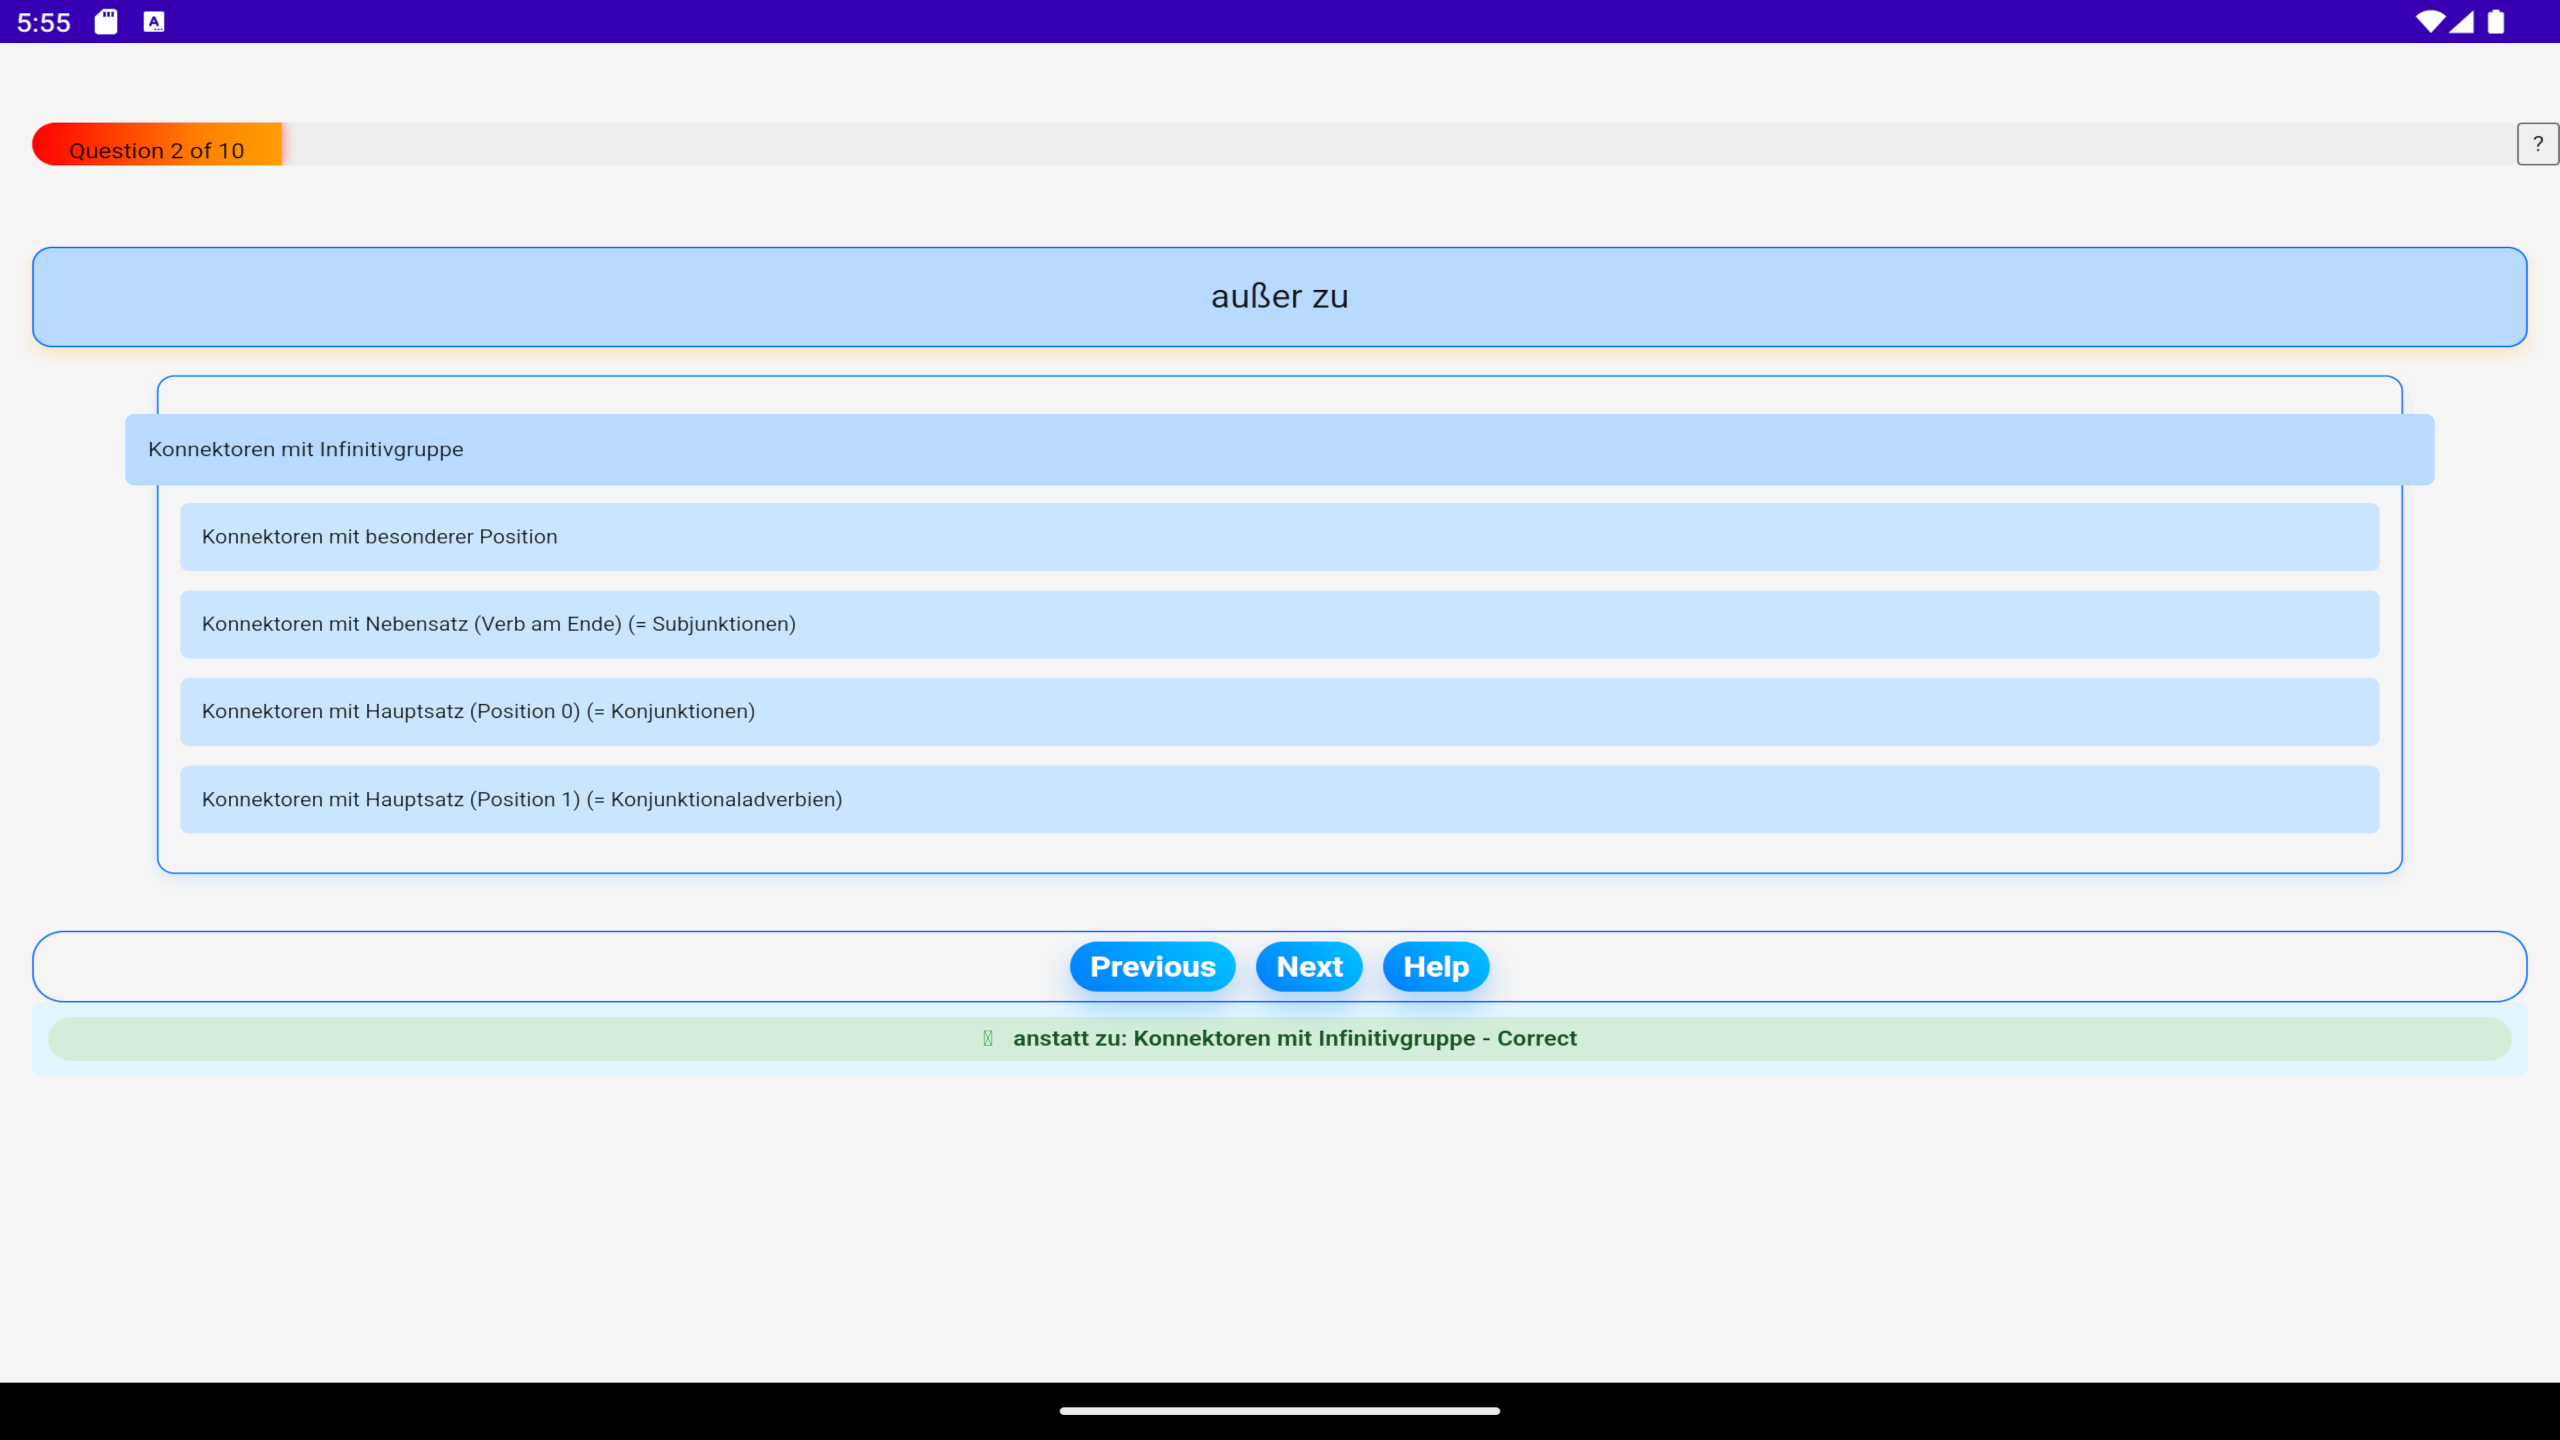 5:55
Question 2 of 10
?
außer zu
Konnektoren mit Infinitivgruppe
Konnektoren mit besonderer Position
Konnektoren mit Nebensatz (Verb am Ende) (= Subjunktionen)
Konnektoren mit Hauptsatz (Position 0) (= Konjunktionen)
Konnektoren mit Hauptsatz (Position 1) (= Konjunktionaladverbien)
Previous Next Help
anstatt zu: Konnektoren mit Infinitivgruppe - Correct